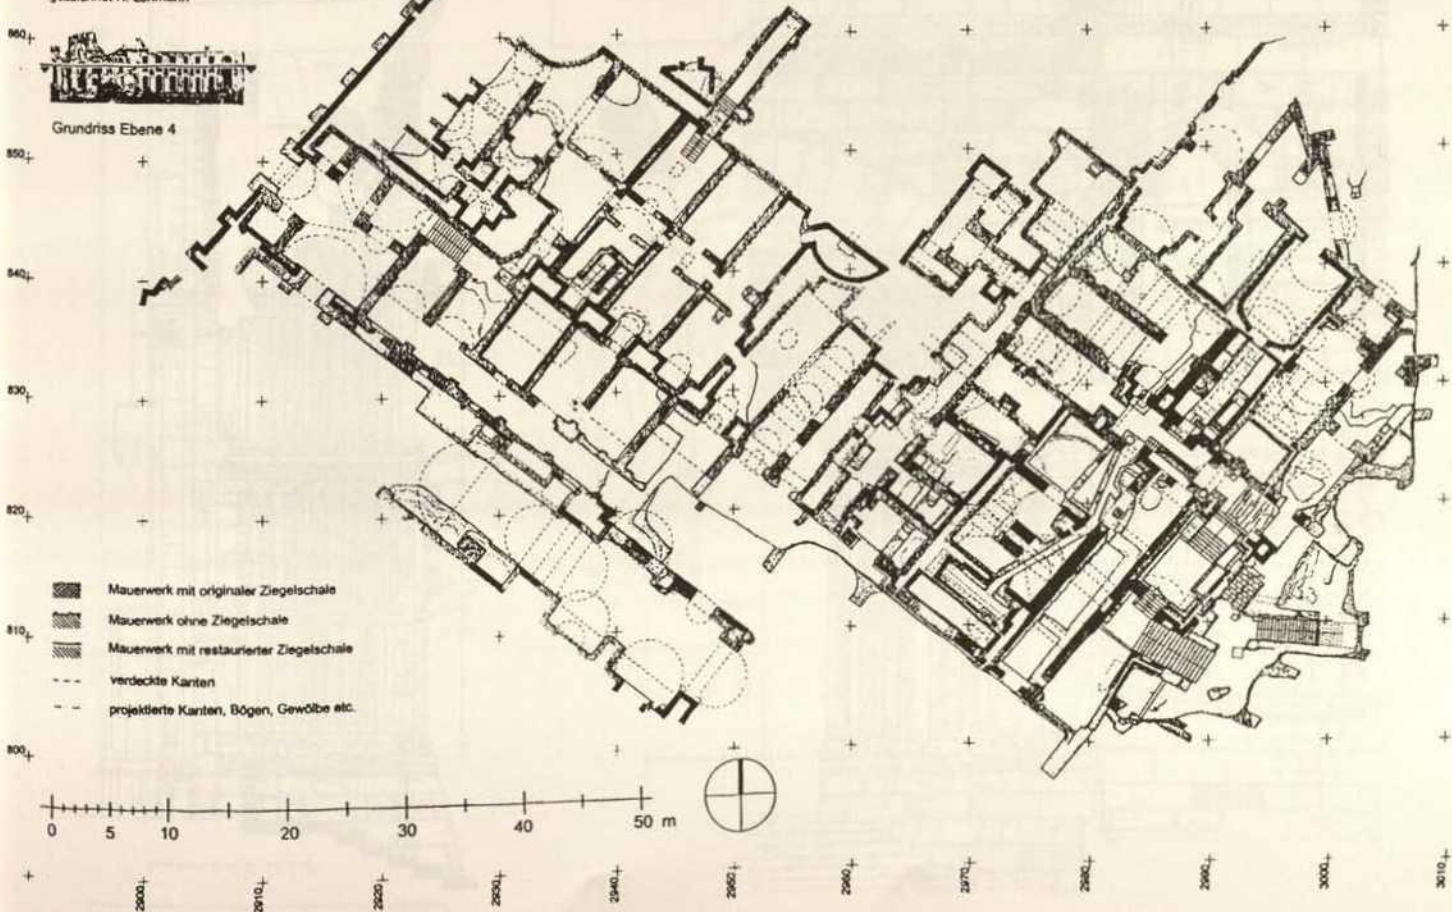 Grundriss Ebene 4
860
850
840
830
820
810
800
Mauerwerk mit originaler Ziegelschale
Mauerwerk ohne Ziegelschale
Mauerwerk mit restaurierter Ziegelschale
verdeckte Kanten
projektierte Kanten, Bögen, Gewölbe etc.
0 5 10 20 30 40 50 m
2900 2910 2920 2930 2940 2950 2960 2970 2980 2990 3000 3010